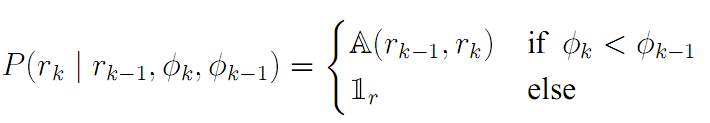 P(r_k | r_{k−1}, ϕ_k, ϕ_{k−1}) = { 𝔸(r_{k−1}, r_k) if ϕ_k < ϕ_{k−1}
𝟙_r else